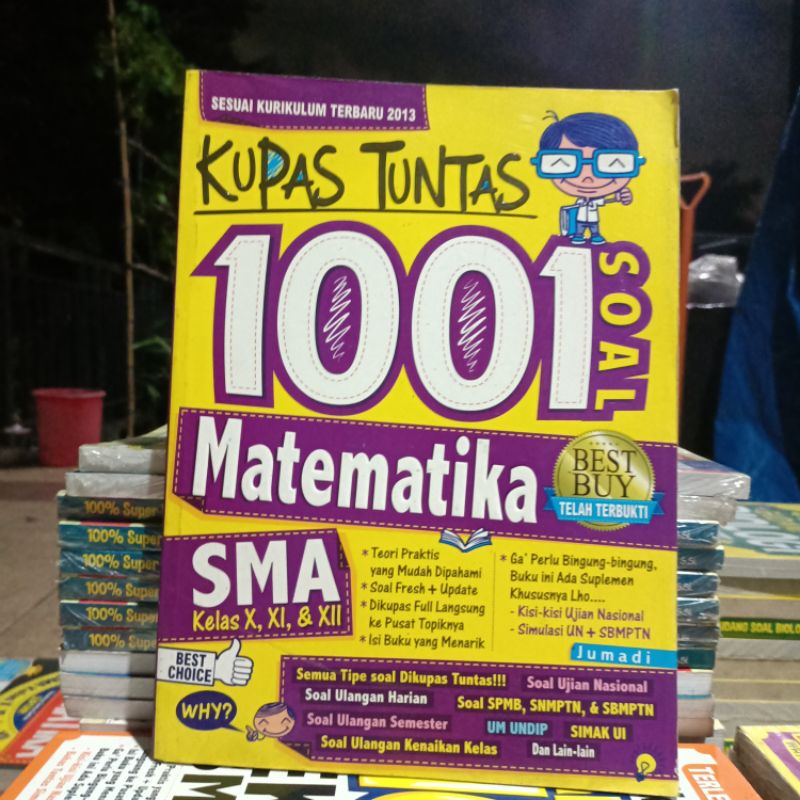 SESUAI KURIKULUM TERBARU 2013
KUPAS TUNTAS
1001
SOAL
Matematika
BEST
BUY
TELAH TERBUKTI
SMA
Kelas X, XI, & XII
* Teori Praktis
yang Mudah Dipahami
* Soal Fresh + Update
* Dikupas Full Langsung
ke Pusat Topiknya
* Isi Buku yang Menarik
* Ga' Perlu Bingung-bingung,
Buku ini Ada Suplemen
Khususnya Lho....
- Kisi-kisi Ujian Nasional
- Simulasi UN + SBMPTN
Jumadi
BEST
CHOICE
WHY?
Semua Tipe soal Dikupas Tuntas!!!
Soal Ujian Nasional
Soal Ulangan Harian
Soal SPMB, SNMPTN, & SBMPTN
Soal Ulangan Semester
UM UNDIP
SIMAK UI
Soal Ulangan Kenaikan Kelas
Dan Lain-lain
100% Super
100% Super
100% Super
100% Super
100% Super
100% Super